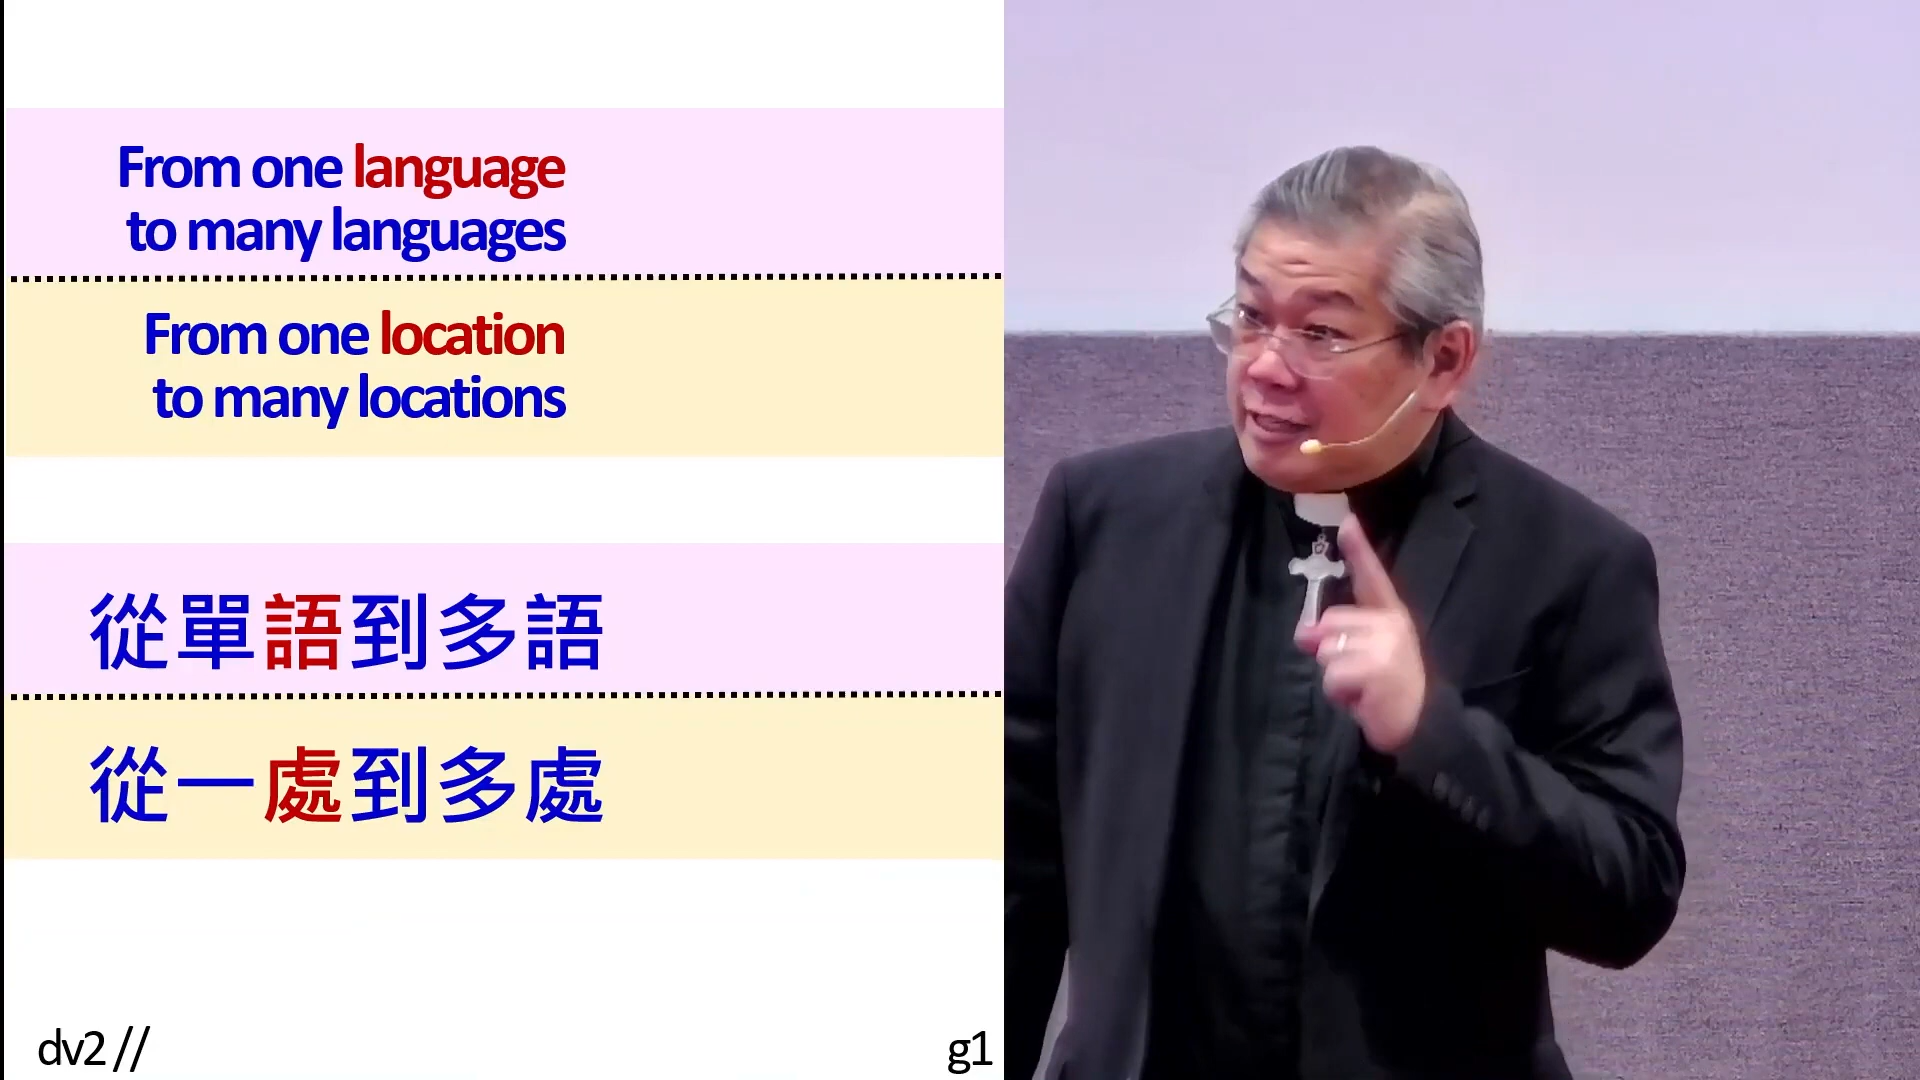 From one language
to many languages
From one location
to many locations
從單語到多語
從一處到多處
dv2 //
g1